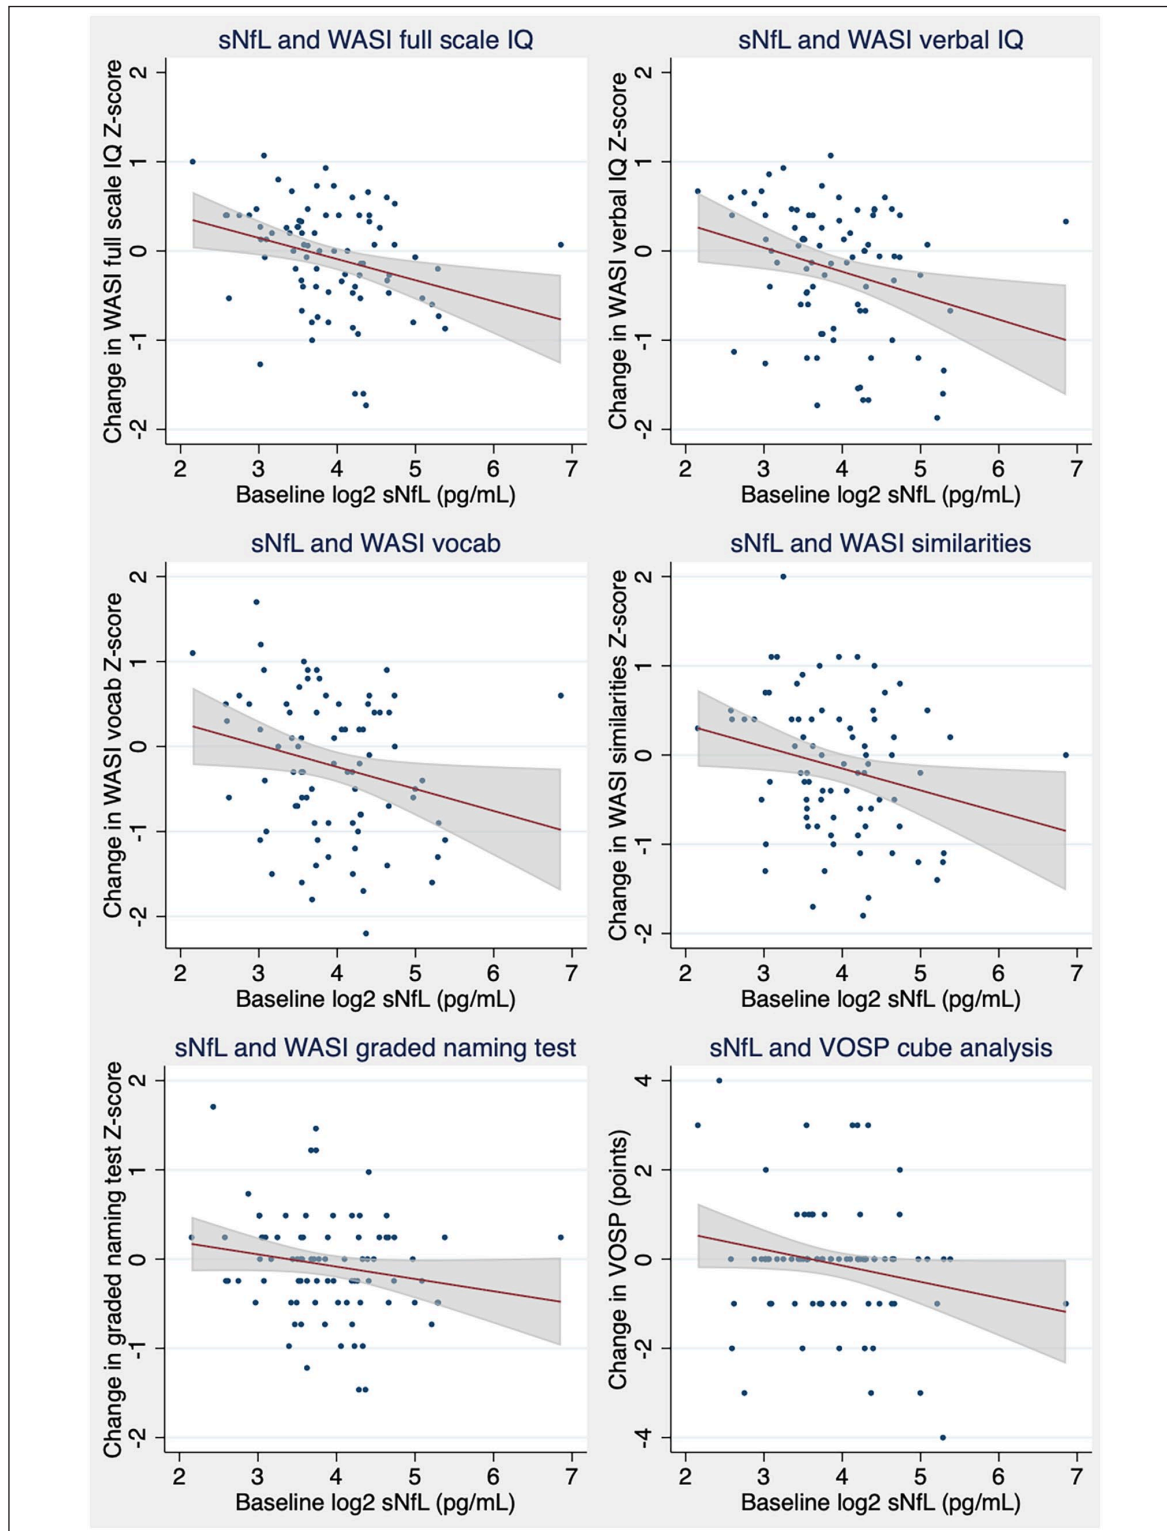 sNfL and WASI full scale IQ
Change in WASI full scale IQ Z-score
2
1
0
-1
-2
2 3 4 5 6 7
Baseline log2 sNfL (pg/mL)
sNfL and WASI verbal IQ
Change in WASI verbal IQ Z-score
2
1
0
-1
-2
2 3 4 5 6 7
Baseline log2 sNfL (pg/mL)
sNfL and WASI vocab
Change in WASI vocab Z-score
2
1
0
-1
-2
2 3 4 5 6 7
Baseline log2 sNfL (pg/mL)
sNfL and WASI similarities
Change in WASI similarities Z-score
2
1
0
-1
-2
2 3 4 5 6 7
Baseline log2 sNfL (pg/mL)
sNfL and WASI graded naming test
Change in graded naming test Z-score
2
1
0
-1
-2
2 3 4 5 6 7
Baseline log2 sNfL (pg/mL)
sNfL and VOSP cube analysis
Change in VOSP (points)
4
2
0
-2
-4
2 3 4 5 6 7
Baseline log2 sNfL (pg/mL)